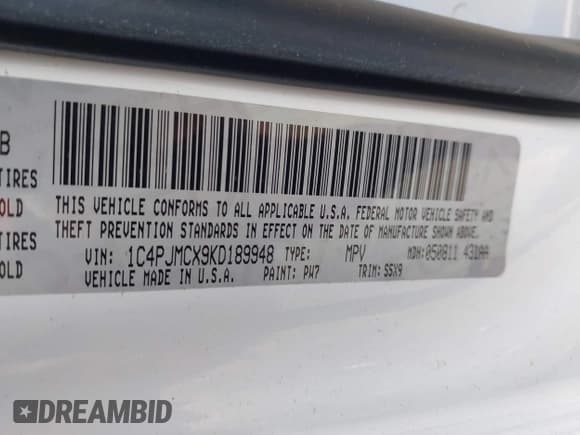 B
TIRES
OLD
TIRES
OLD
THIS VEHICLE CONFORMS TO ALL APPLICABLE U.S.A. FEDERAL MOTOR VEHICLE SAFETY AND
THEFT PREVENTION STANDARDS IN EFFECT ON THE DATE OF MANUFACTURE SHOWN ABOVE.
VIN: 1C4PJMCX9KD189948 TYPE: MPV MDH: 050811 431AA
VEHICLE MADE IN U.S.A. PAINT: PW7 TRIM: S5X9
DREAMBID